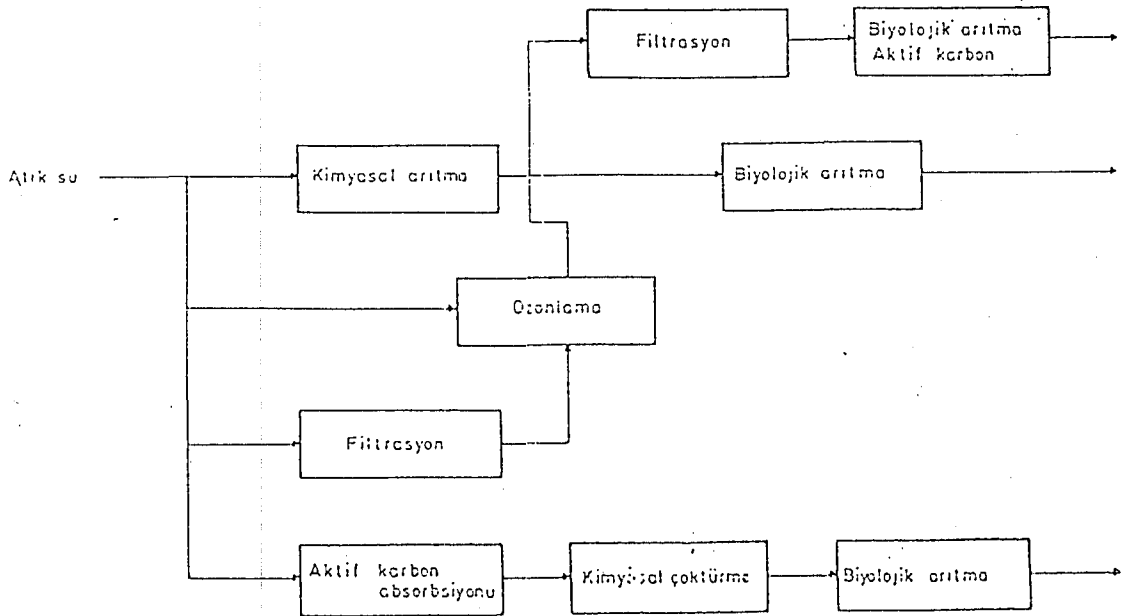 Filtrasyon
Biyolojik arıtma
Aktif karbon
Atık su
Kimyasal arıtma
Biyolojik arıtma
Ozonlama
Filtrasyon
Aktif karbon
absorbsiyonu
Kimyasal çoktürme
Biyolojik arıtma